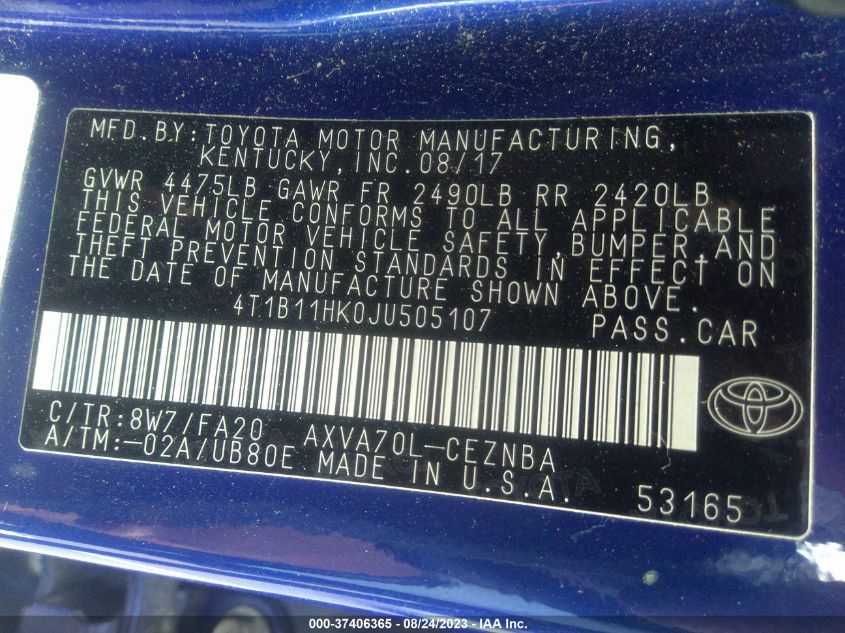 MFD.BY:TOYOTA MOTOR MANUFACTURING,
KENTUCKY,INC.08/17
GVWR 4475LB GAWR FR 2490LB RR 2420LB
THIS VEHICLE CONFORMS TO ALL APPLICABLE
FEDERAL MOTOR VEHICLE SAFETY,BUMPER,AND
THEFT PREVENTION STANDARDS IN EFFECT ON
THE DATE OF MANUFACTURE SHOWN ABOVE.
4T1B11HK0JU505107 PASS.CAR
C/TR:8W7/FA20 AXVA70L-CEZNBA
A/TM:-02A/UB80E MADE IN U.S.A.
53165
000-37406365 - 08/24/2023 - IAA Inc.